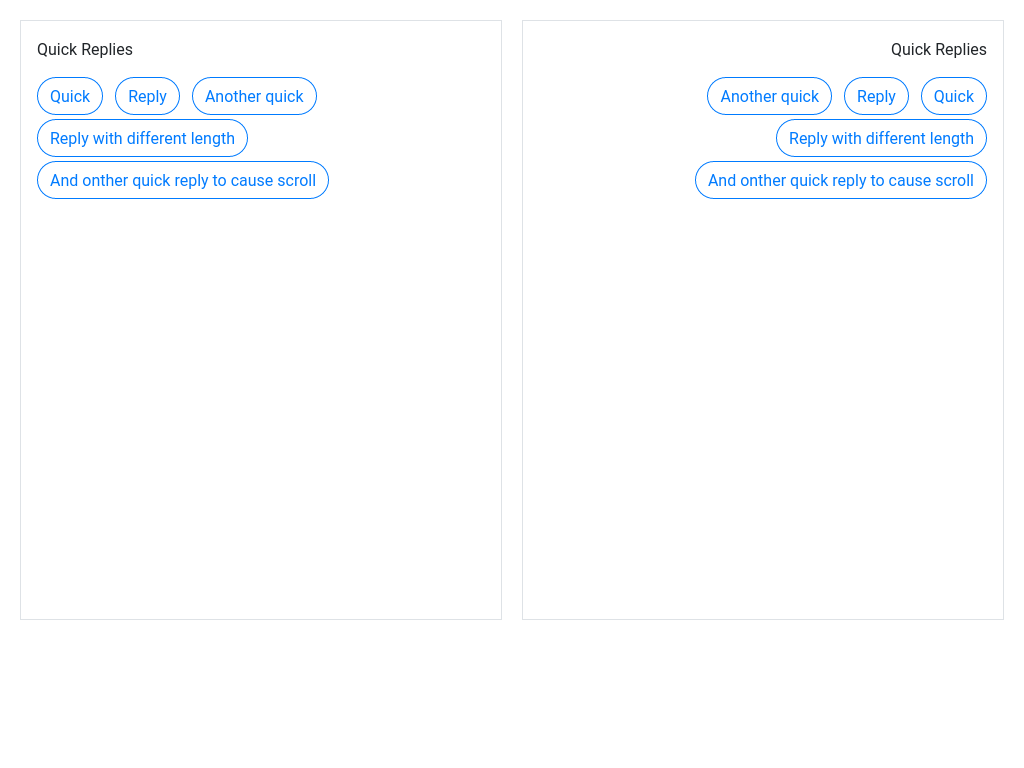 Quick Replies
Quick Reply Another quick
Reply with different length
And onther quick reply to cause scroll
Quick Replies
Another quick Reply Quick
Reply with different length
And onther quick reply to cause scroll